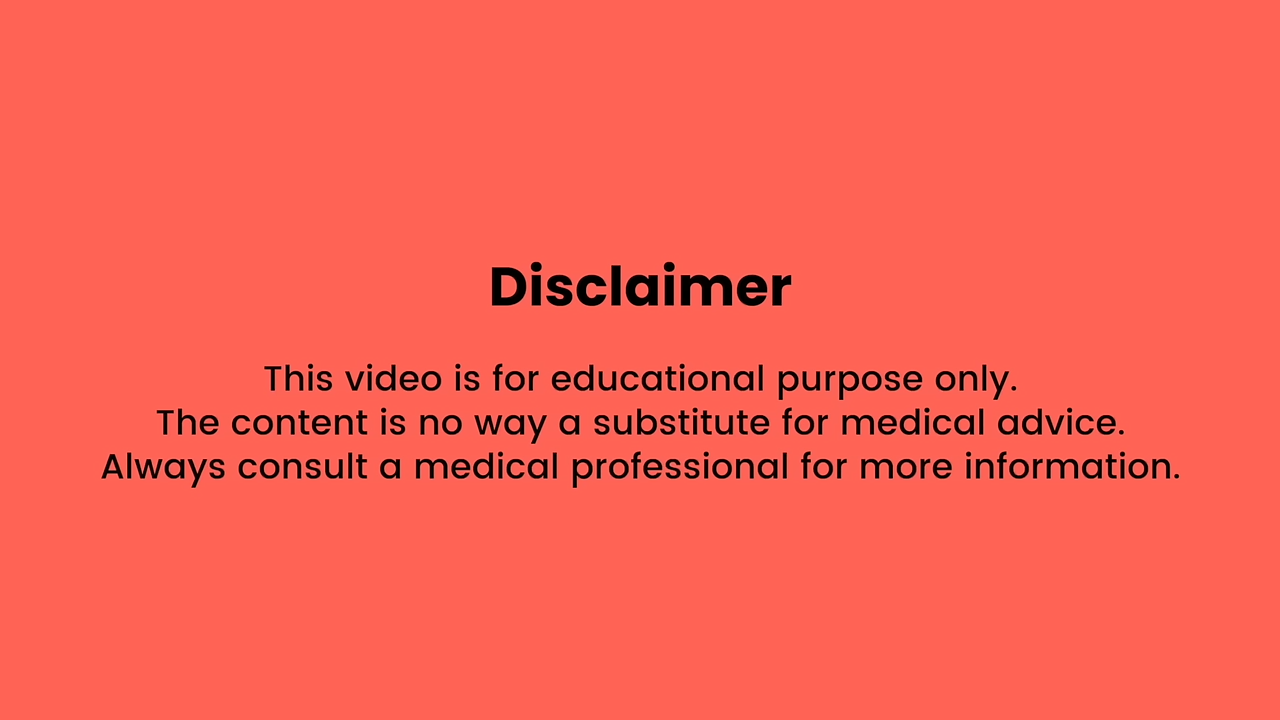 Disclaimer
This video is for educational purpose only.
The content is no way a substitute for medical advice.
Always consult a medical professional for more information.